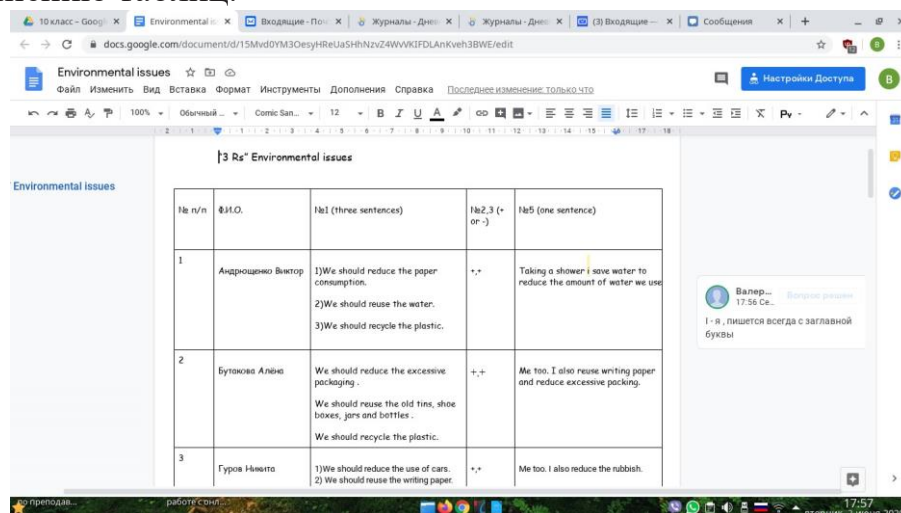 10 класс – Googl
Environmental is
Входящие – Поч
Журналы - Днев
Журналы - Днев
(3) Входящие —
Сообщения
docs.google.com/document/d/15Mvd0YM3OesyHReUaSHhNzvZ4WvVKIFDLAnKveh3BWE/edit
Environmental issues
Файл Изменить Вид Вставка Формат Инструменты Дополнения Справка Последнее изменение: только что
Настройки Доступа
В
100% Обычный ... Comic San... 12 B I U A
"3 Rs" Environmental issues
Environmental issues
№ п/п Ф.И.О. №1 (three sentences) №2,3 (+ or -) №5 (one sentence)
1
Андрющенко Виктор
1)We should reduce the paper consumption.
2)We should reuse the water.
3)We should recycle the plastic.
+,+
Taking a shower i save water to
reduce the amount of water we use
Валер...
17:56 Се...
Вопрос решен
I - я , пишется всегда с заглавной
буквы
2
Бутакова Алёна
We should reduce the excessive
packaging .
We should reuse the old tins, shoe
boxes, jars and bottles .
We should recycle the plastic.
+,+
Me too. I also reuse writing paper
and reduce excessive packing.
3
Гуров Никита
1)We should reduce the use of cars.
2) We should reuse the writing paper.
+,+
Me too. I also reduce the rubbish.
17:57